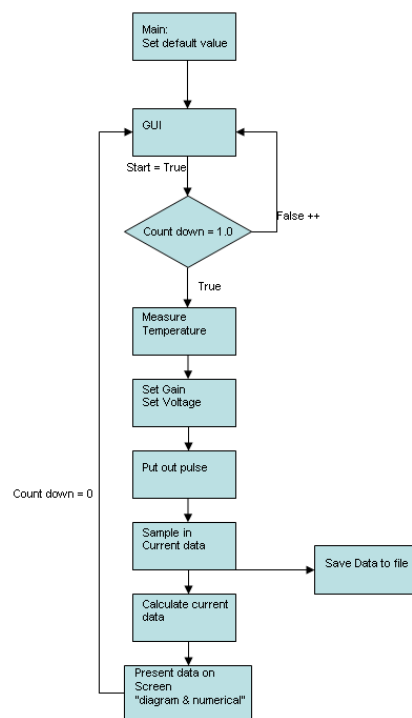 Main:
Set default value
GUI
Start = True
False ++
Count down = 1.0
True
Measure
Temperature
Set Gain
Set Voltage
Put out pulse
Count down = 0
Sample in
Current data
Save Data to file
Calculate current
data
Present data on
Screen
"diagram & numerical"